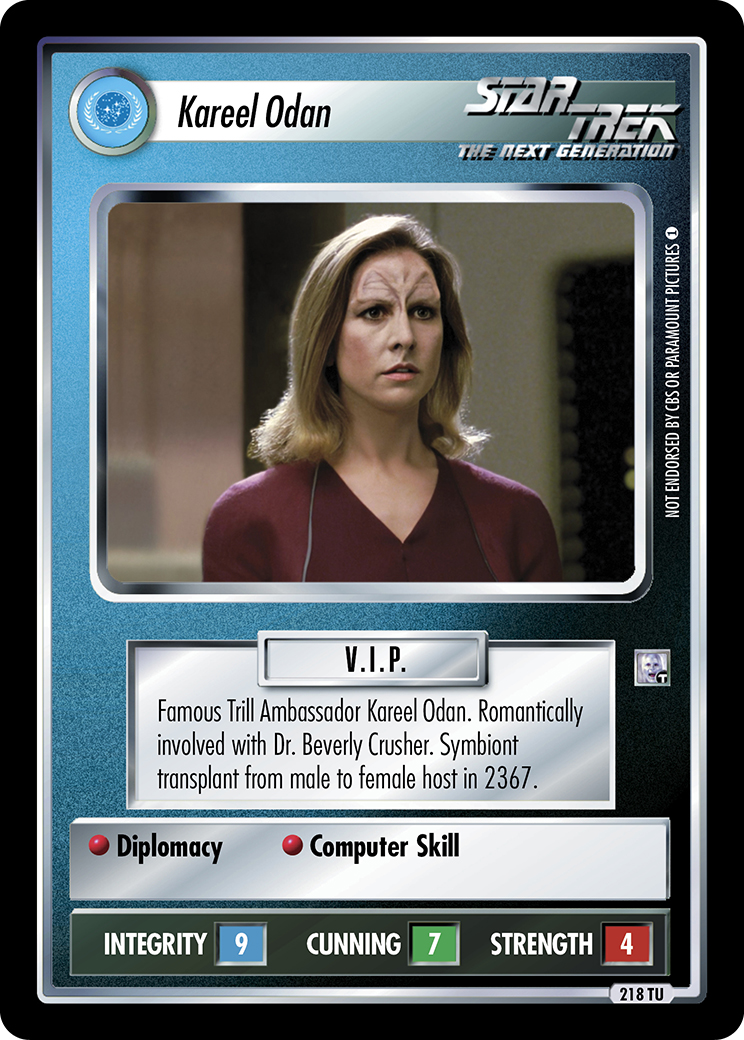 Kareel Odan
STAR TREK
THE NEXT GENERATION
NOT ENDORSED BY CBS OR PARAMOUNT PICTURES 1
V.I.P.
T
Famous Trill Ambassador Kareel Odan. Romantically
involved with Dr. Beverly Crusher. Symbiont
transplant from male to female host in 2367.
Diplomacy Computer Skill
INTEGRITY 9 CUNNING 7 STRENGTH 4
218 TU